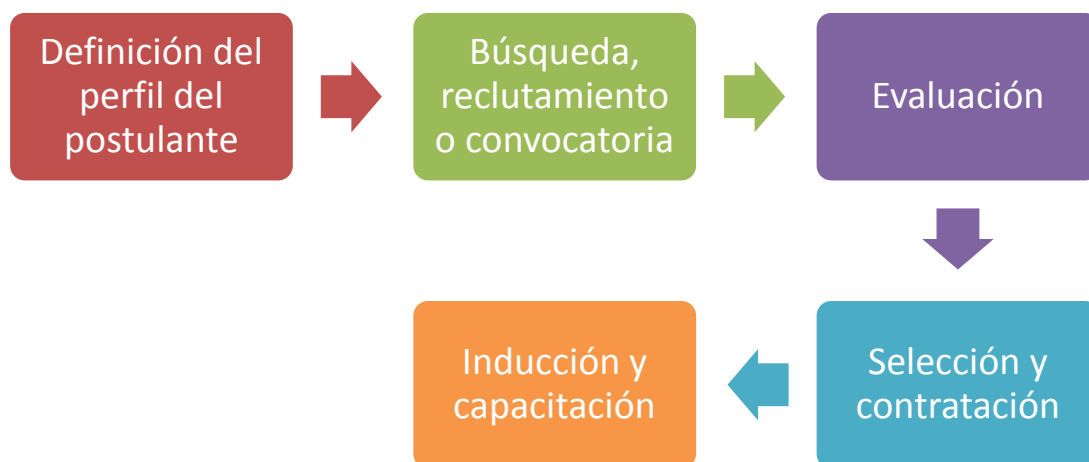 Definición del
perfil del
postulante
Búsqueda,
reclutamiento
o convocatoria
Evaluación
Selección y
contratación
Inducción y
capacitación